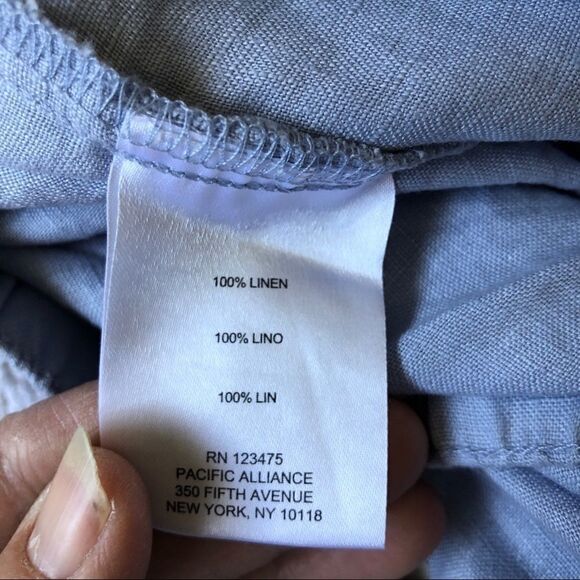 100% LINEN
100% LINO
100% LIN
RN 123475
PACIFIC ALLIANCE
350 FIFTH AVENUE
NEW YORK, NY 10118